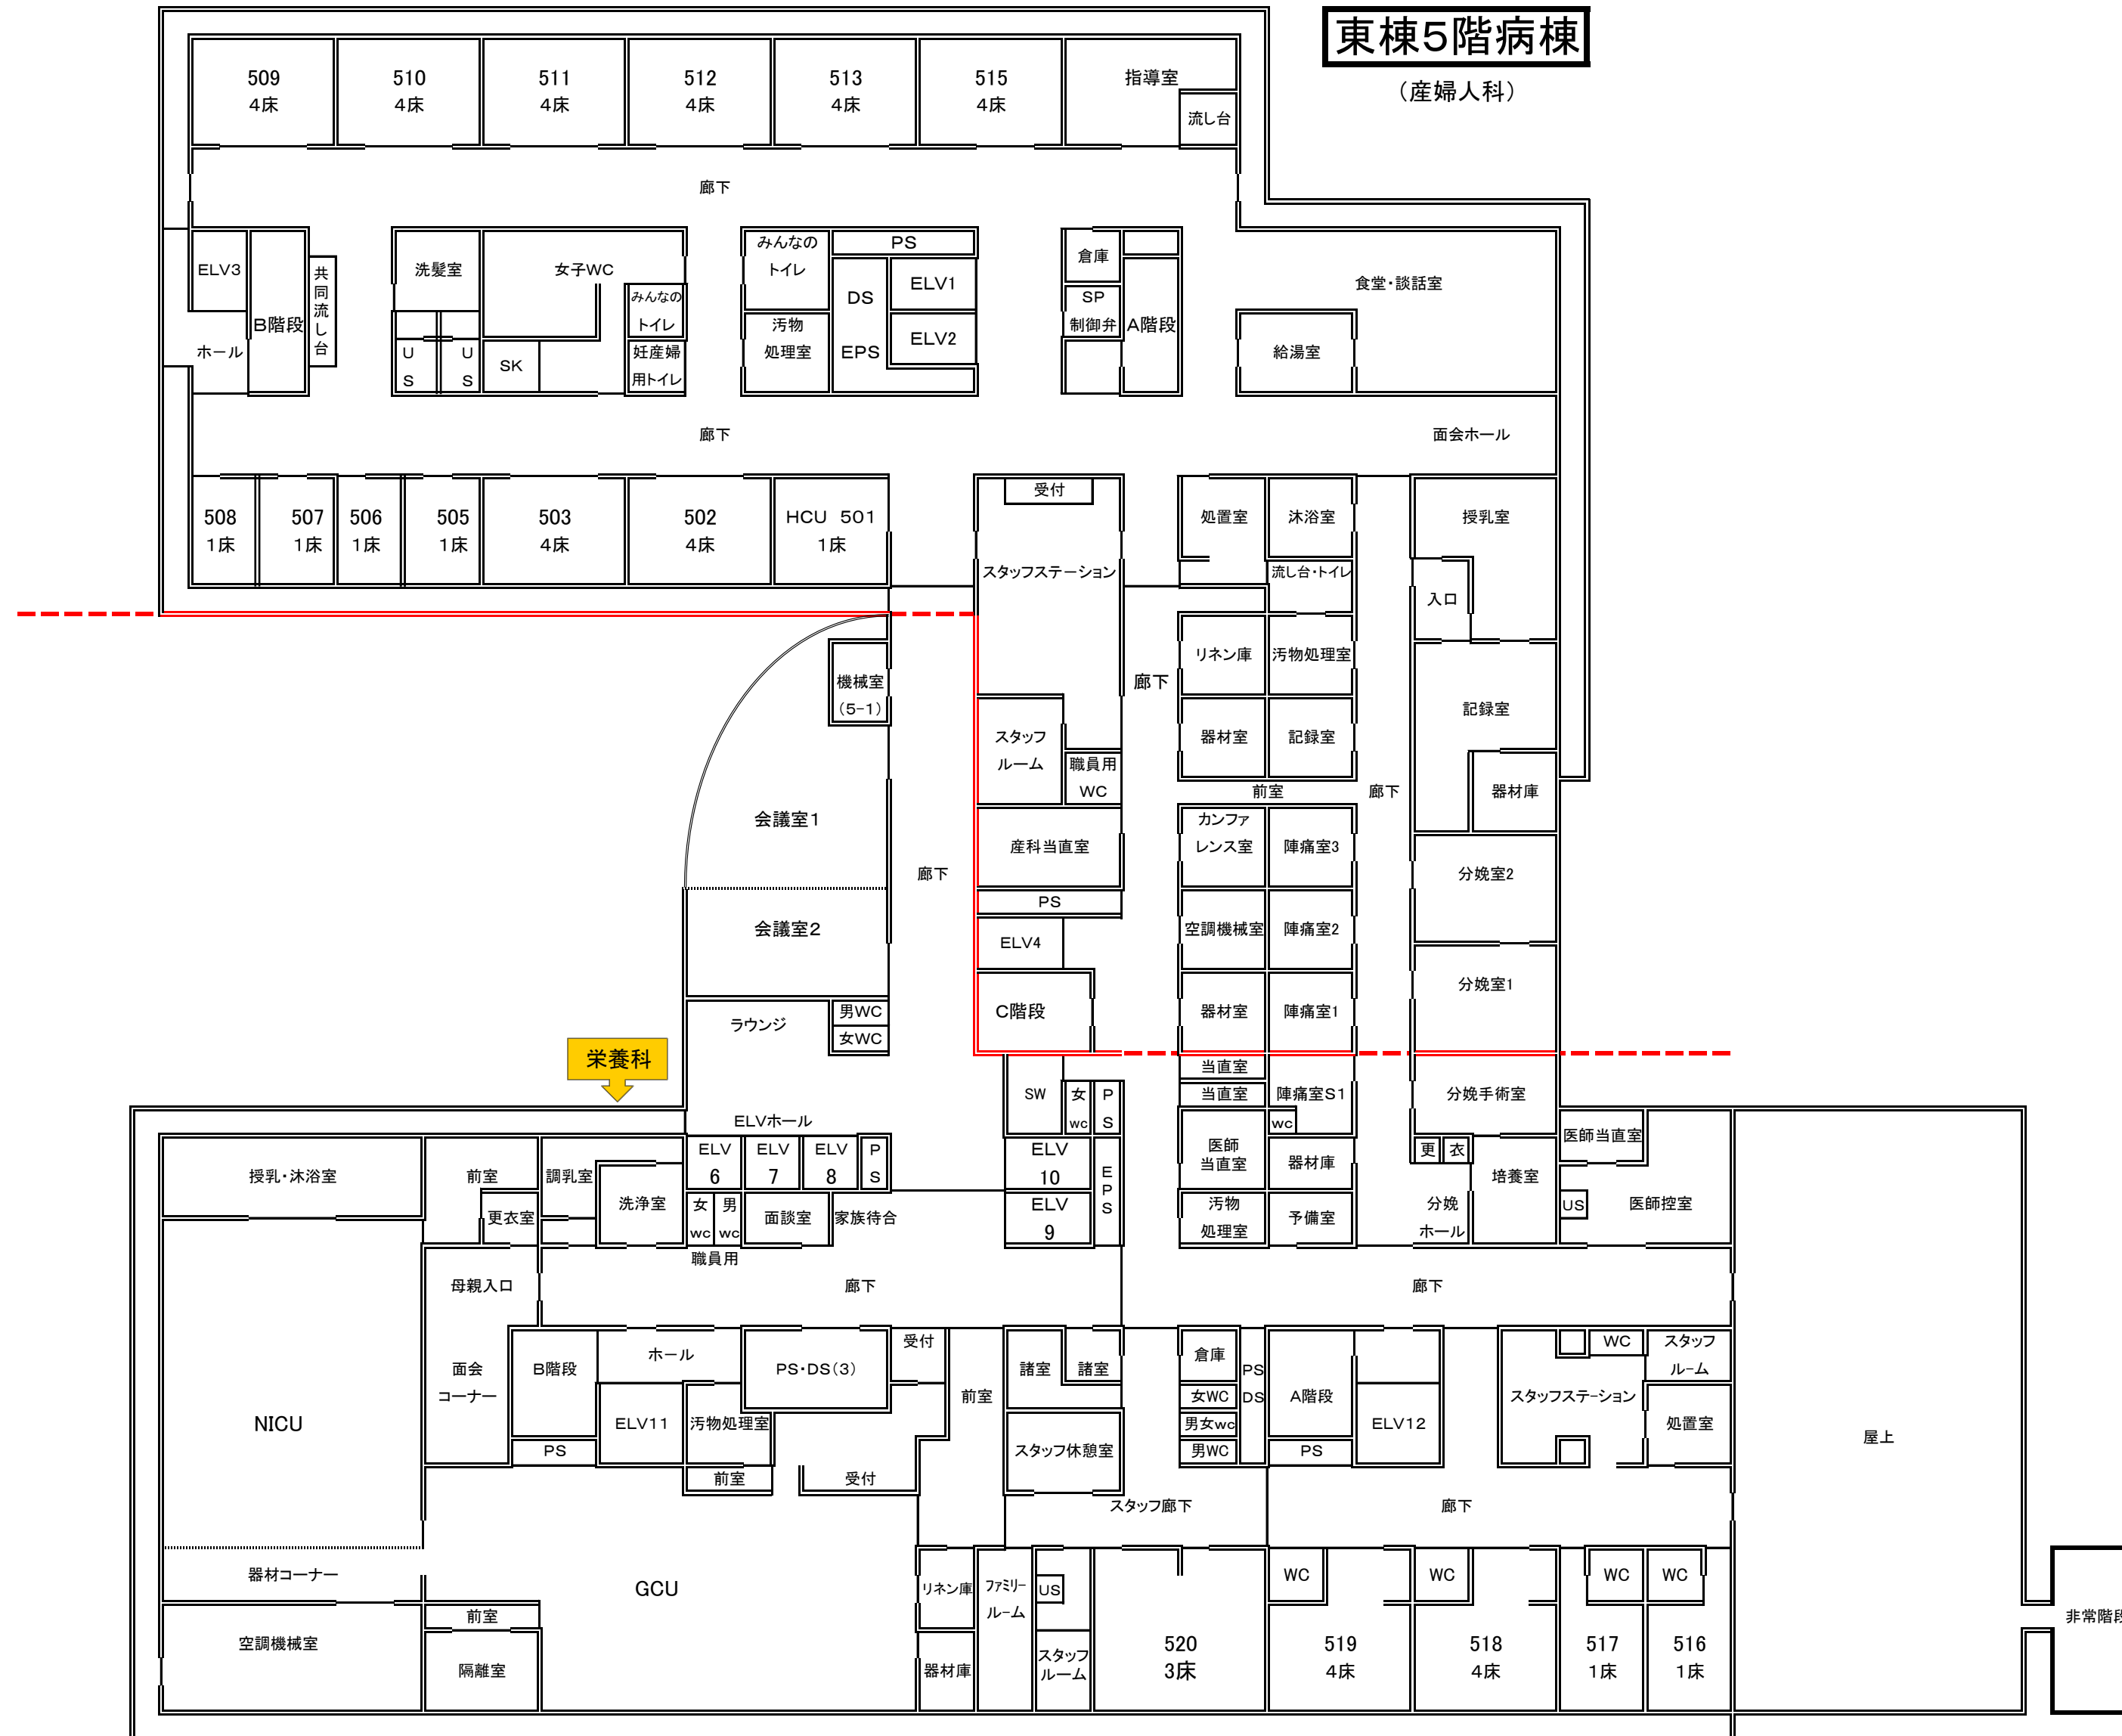 東棟5階病棟
（産婦人科）
509
4床
510
4床
511
4床
512
4床
513
4床
515
4床
指導室
流し台
廊下
ELV3
B階段
共同流し台
ホール
洗髪室
US
US
女子WC
SK
みんなの
トイレ
妊産婦
用トイレ
みんなの
トイレ
汚物
処理室
PS
DS
EPS
ELV1
ELV2
倉庫
SP
制御弁
A階段
食堂・談話室
給湯室
廊下
面会ホール
508
1床
507
1床
506
1床
505
1床
503
4床
502
4床
HCU 501
1床
受付
スタッフステーション
処置室
沐浴室
流し台・トイレ
授乳室
入口
機械室
（5-1）
廊下
リネン庫
汚物処理室
記録室
スタッフ
ルーム
職員用
WC
器材室
記録室
器材庫
前室
廊下
会議室1
廊下
産科当直室
カンファ
レンス室
陣痛室3
分娩室2
PS
会議室2
ELV4
空調機械室
陣痛室2
分娩室1
C階段
器材室
陣痛室1
ラウンジ
男WC
女WC
栄養科
当直室
当直室
陣痛室S1
wc
分娩手術室
SW
女
wc
PS
ELVホール
ELV
6
ELV
7
ELV
8
PS
ELV
10
ELV
9
EPS
医師
当直室
器材庫
更
衣
培養室
医師当直室
US
医師控室
授乳・沐浴室
前室
調乳室
洗浄室
更衣室
女
wc
男
wc
職員用
面談室
家族待合
汚物
処理室
予備室
分娩
ホール
母親入口
廊下
廊下
面会
コーナー
B階段
PS
ホール
ELV11
汚物処理室
前室
PS・DS（3）
受付
受付
前室
諸室
諸室
スタッフ休憩室
倉庫
女WC
男女wc
男WC
PS
DS
A階段
PS
ELV12
スタッフステーション
WC
スタッフ
ルーム
処置室
NICU
屋上
スタッフ廊下
廊下
器材コーナー
GCU
リネン庫
ファミリー
ルーム
US
スタッフ
ルーム
器材庫
前室
隔離室
空調機械室
520
3床
WC
519
4床
WC
518
4床
WC
517
1床
WC
516
1床
非常階段